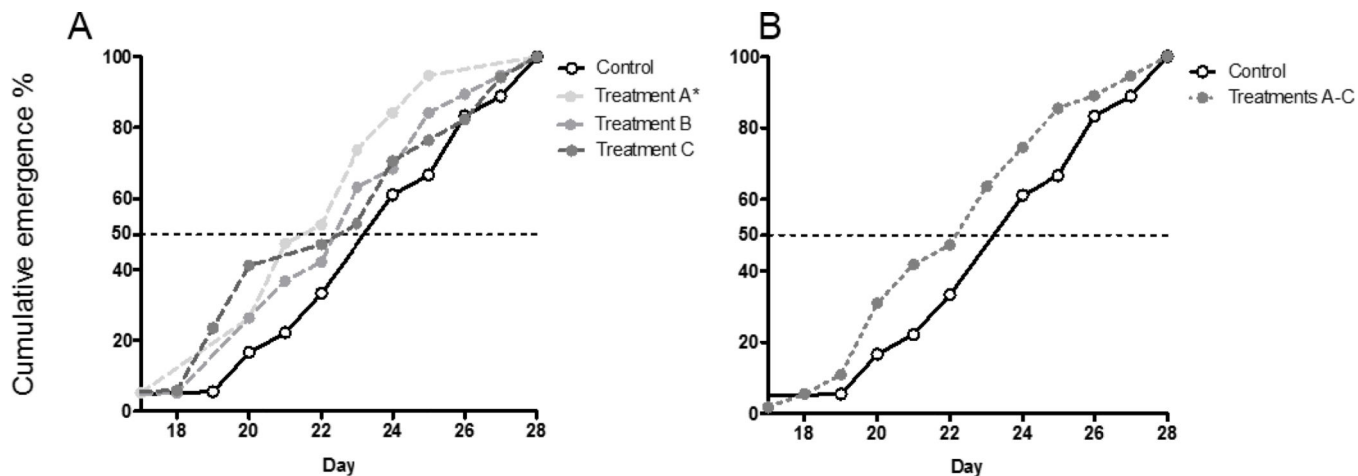 A
Cumulative emergence %
100
80
60
50
40
20
0
18
20
22
24
26
28
Day
Control
Treatment A*
Treatment B
Treatment C
B
100
80
60
50
40
20
0
18
20
22
24
26
28
Day
Control
Treatments A-C